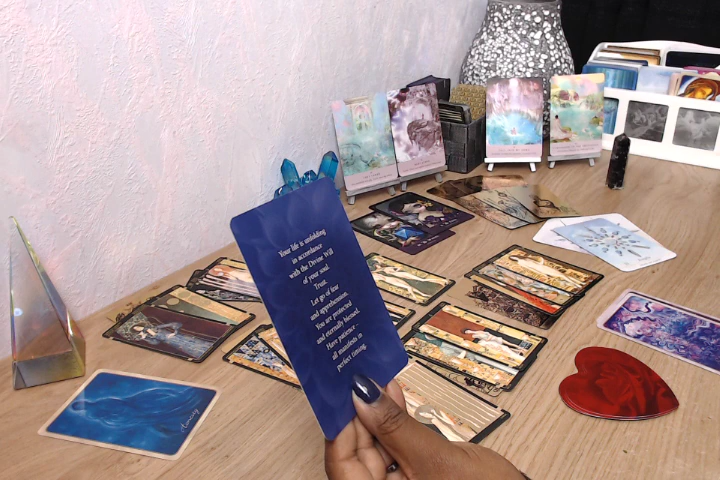 Your life is unfolding
in accordance
with the Divine Will
of your soul.
Trust.
Let go of fear
and apprehension.
You are protected
and eternally blessed.
Have patience -
all manifests in
perfect timing.